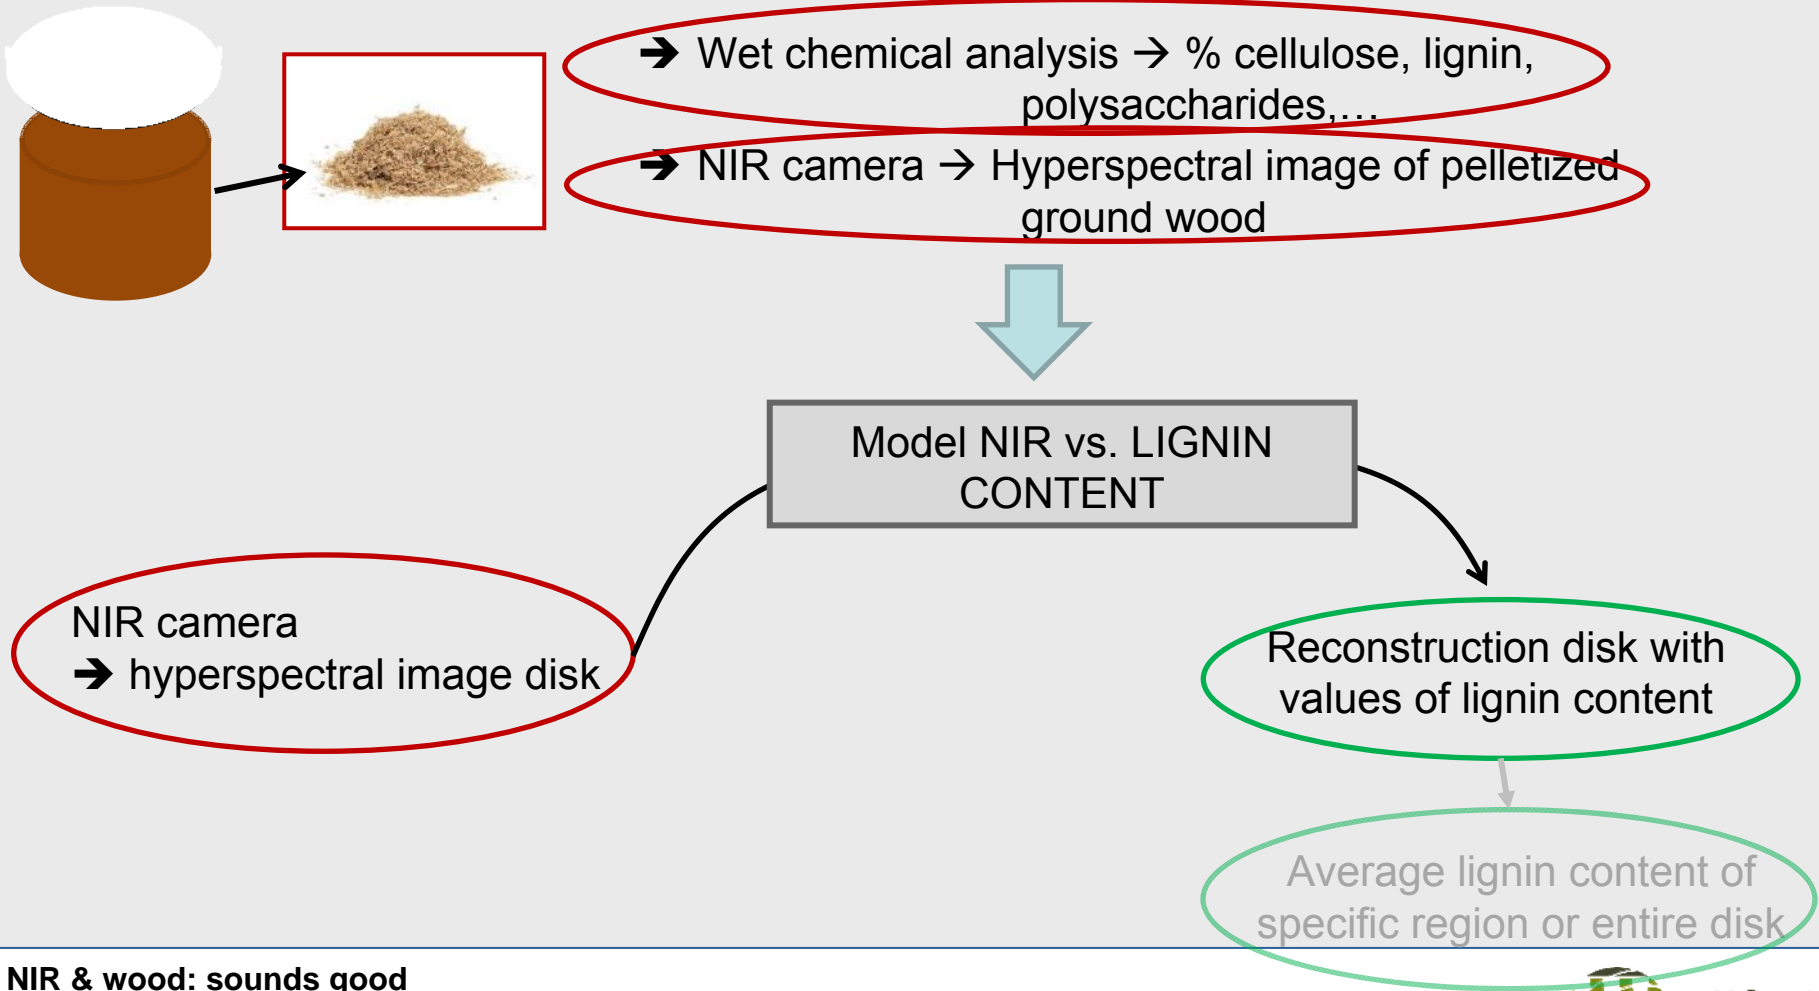 ➔ Wet chemical analysis → % cellulose, lignin,
polysaccharides,…
➔ NIR camera → Hyperspectral image of pelletized
ground wood
Model NIR vs. LIGNIN
CONTENT
NIR camera
➔ hyperspectral image disk
Reconstruction disk with
values of lignin content
Average lignin content of
specific region or entire disk
NIR & wood: sounds good